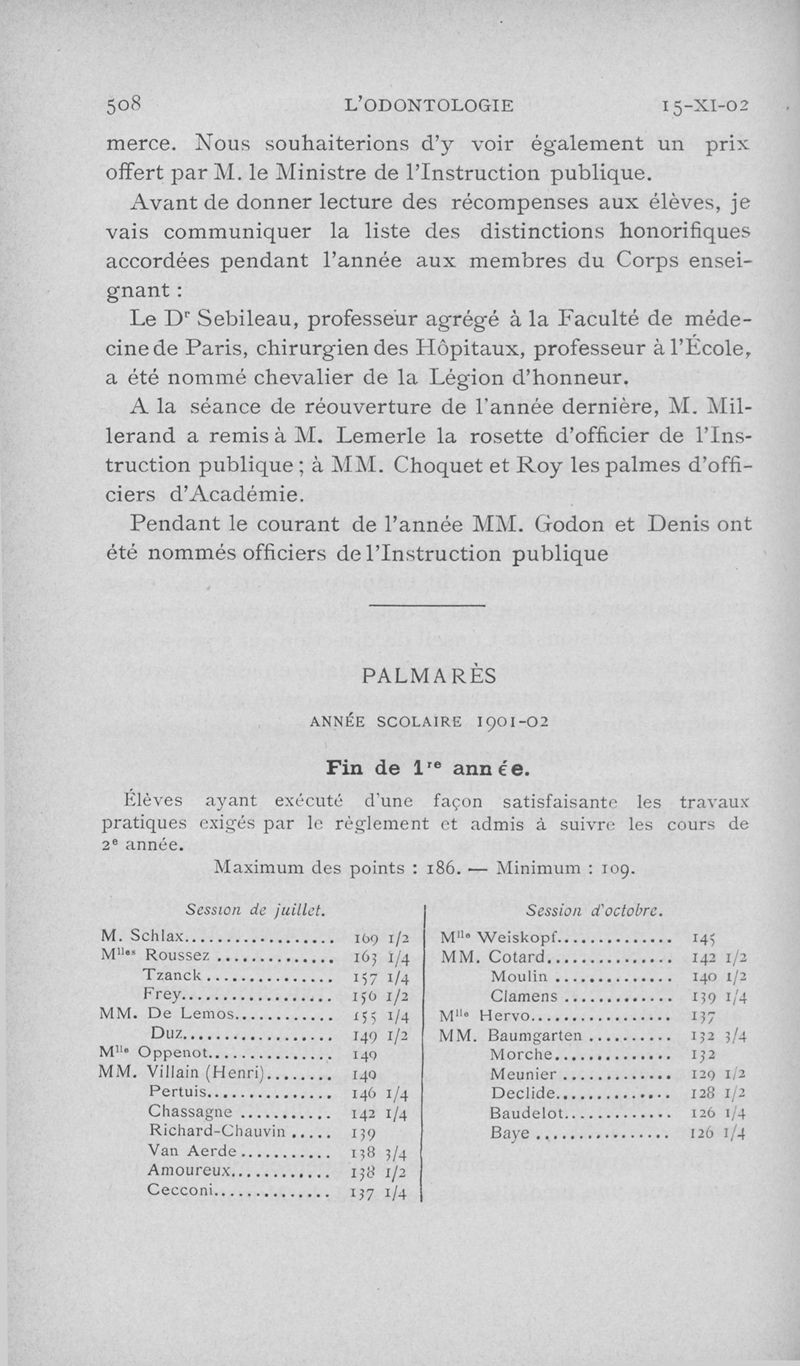 508 L'ODONTOLOGIE 15-XI-02
merce. Nous souhaiterions d'y voir également un prix
offert par M. le Ministre de l'Instruction publique.
Avant de donner lecture des récompenses aux élèves, je
vais communiquer la liste des distinctions honorifiques
accordées pendant l'année aux membres du Corps ensei-
gnant :
Le Dr Sebileau, professeur agrégé à la Faculté de méde-
cine de Paris, chirurgien des Hôpitaux, professeur à l'École,
a été nommé chevalier de la Légion d'honneur.
A la séance de réouverture de l'année dernière, M. Mil-
lerand a remis à M. Lemerle la rosette d'officier de l'Ins-
truction publique ; à MM. Choquet et Roy les palmes d'offi-
ciers d'Académie.
Pendant le courant de l'année MM. Godon et Denis ont
été nommés officiers de l'Instruction publique
PALMARÈS
ANNÉE SCOLAIRE 1901-02
Fin de 1re année.
Élèves ayant exécuté d'une façon satisfaisante les travaux
pratiques exigés par le règlement et admis à suivre les cours de
2e année.
Maximum des points : 186. — Minimum : 109.
Session de juillet.
M. Schlax.................. 169 1/2
Mlles Roussez .............. 163 1/4
Tzanck ................ 157 1/4
Frey................... 156 1/2
MM. De Lemos............ 155 1/4
Duz.................. 149 1/2
Mlle Oppenot............... 149
MM. Villain (Henri)........ 149
Pertuis................ 146 1/4
Chassagne ........... 142 1/4
Richard-Chauvin ..... 139
Van Aerde........... 138 3/4
Amoureux............ 138 1/2
Cecconi.............. 137 1/4
Session d'octobre.
Mlle Weiskopf.............. 145
MM. Cotard............... 142 1/2
Moulin .............. 140 1/2
Clamens ............. 139 1/4
Mlle Hervo................. 137
MM. Baumgarten .......... 132 3/4
Morche.............. 132
Meunier ............. 129 1/2
Declide.............. 128 1/2
Baudelot............. 126 1/4
Baye ................ 126 1/4